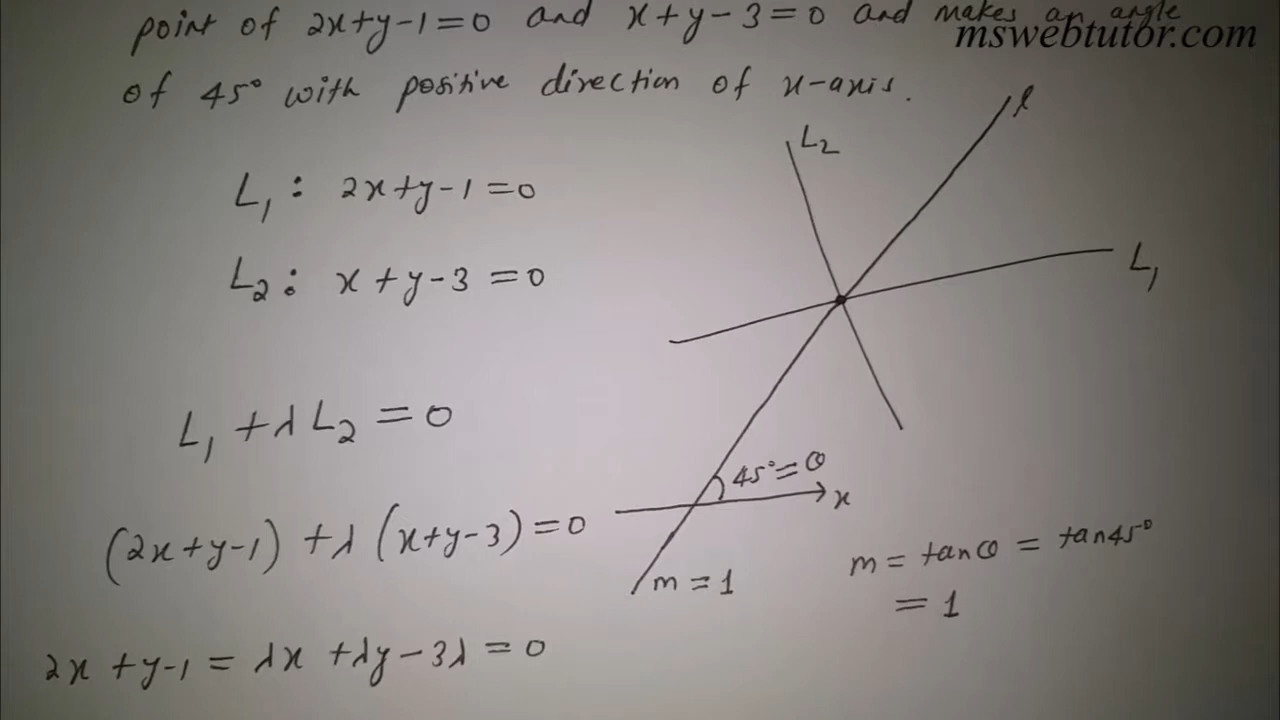 point of 2x+y-1=0 and x+y-3=0 and makes an angle
mswebtutor.com
of 45° with positive direction of x-axis.
L₁ : 2x+y-1=0
L₂ : x+y-3=0
L₁ +λ L₂ = 0
(2x+y-1) +λ (x+y-3) = 0
2x +y-1 = λx +λy-3λ = 0
L₂
l
L₁
45°= θ
x
m = 1
m = tanθ = tan45°
= 1